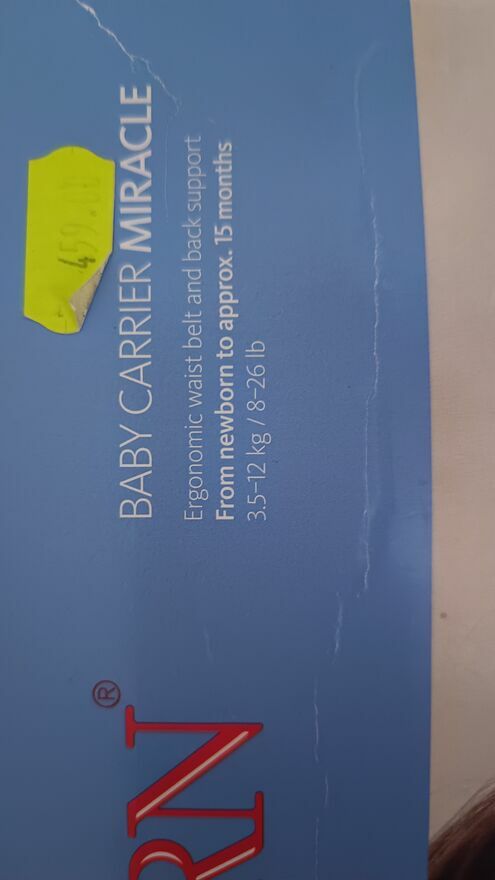 459.00
BABY CARRIER MIRACLE
Ergonomic waist belt and back support
From newborn to approx. 15 months
3.5–12 kg / 8–26 lb
RN®